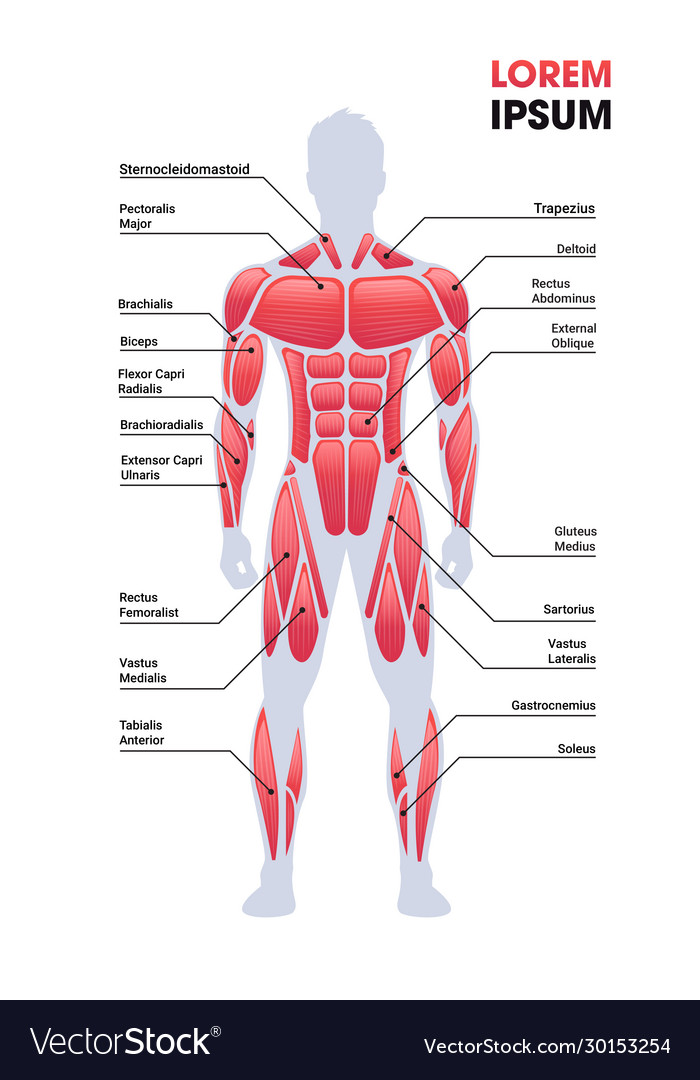 LOREM
IPSUM
Sternocleidomastoid
Pectoralis
Major
Brachialis
Biceps
Flexor Capri
Radialis
Brachioradialis
Extensor Capri
Ulnaris
Rectus
Femoralist
Vastus
Medialis
Tabialis
Anterior
Trapezius
Deltoid
Rectus
Abdominus
External
Oblique
Gluteus
Medius
Sartorius
Vastus
Lateralis
Gastrocnemius
Soleus
VectorStock®
VectorStock.com/30153254